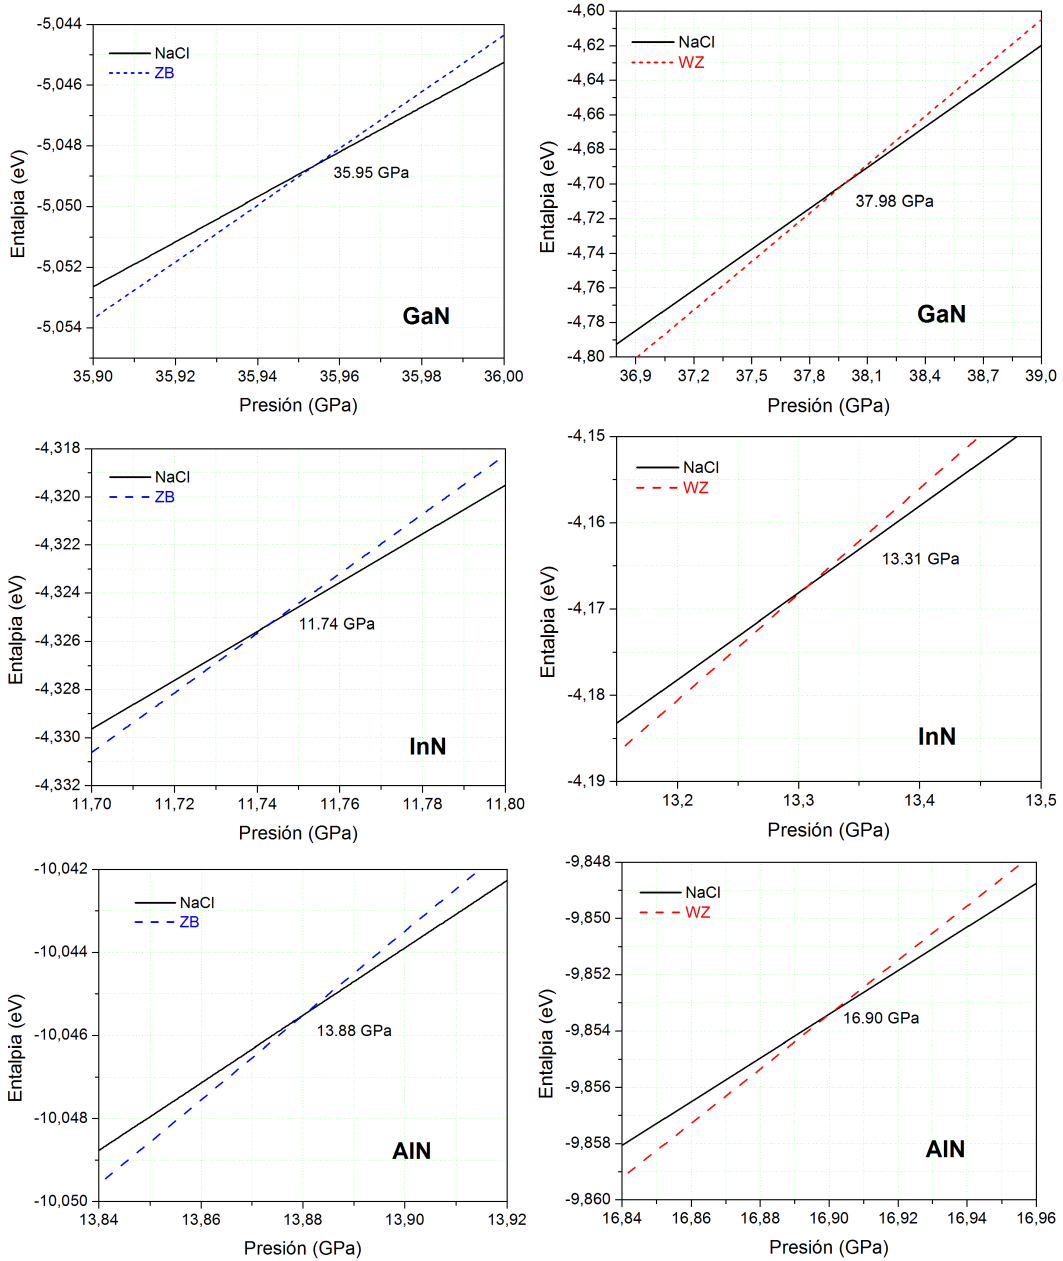 -5,044
-5,046
-5,048
-5,050
-5,052
-5,054
Entalpia (eV)
NaCl
ZB
35.95 GPa
GaN
35,90 35,92 35,94 35,96 35,98 36,00
Presión (GPa)
-4,60
-4,62
-4,64
-4,66
-4,68
-4,70
-4,72
-4,74
-4,76
-4,78
-4,80
Entalpia (eV)
NaCl
WZ
37.98 GPa
GaN
36,9 37,2 37,5 37,8 38,1 38,4 38,7 39,0
Presión (GPa)
-4,318
-4,320
-4,322
-4,324
-4,326
-4,328
-4,330
-4,332
Entalpia (eV)
NaCl
ZB
11.74 GPa
InN
11,70 11,72 11,74 11,76 11,78 11,80
Presión (GPa)
-4,15
-4,16
-4,17
-4,18
-4,19
Entalpia (eV)
NaCl
WZ
13.31 GPa
InN
13,2 13,3 13,4 13,5
Presión (GPa)
-10,042
-10,044
-10,046
-10,048
-10,050
Entalpia (eV)
NaCl
ZB
13.88 GPa
AlN
13,84 13,86 13,88 13,90 13,92
Presión (GPa)
-9,848
-9,850
-9,852
-9,854
-9,856
-9,858
-9,860
Entalpia (eV)
NaCl
WZ
16.90 GPa
AlN
16,84 16,86 16,88 16,90 16,92 16,94 16,96
Presión (GPa)